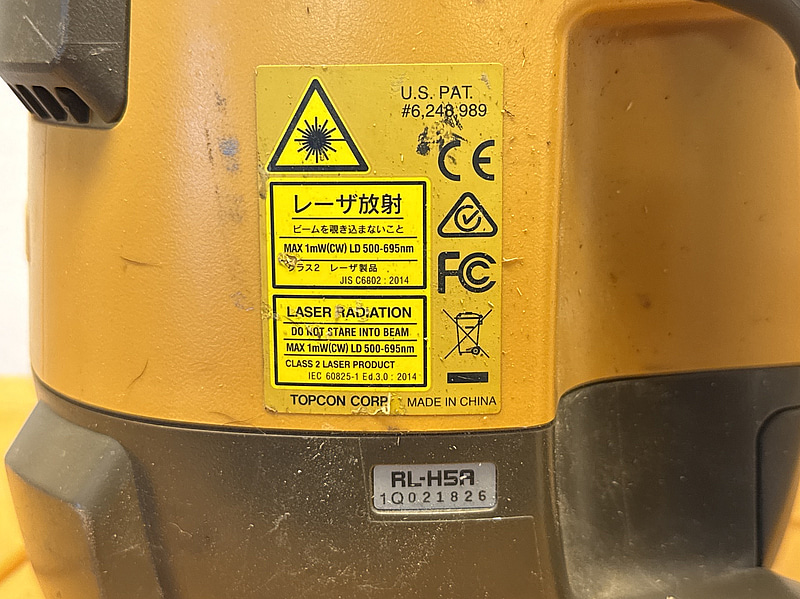 U.S. PAT.
#6,248,989
CE
レーザ放射
ビームを覗き込まないこと
MAX 1mW(CW) LD 500-695nm
クラス2 レーザ製品
JIS C6802 : 2014
FC
LASER RADIATION
DO NOT STARE INTO BEAM
MAX 1mW(CW) LD 500-695nm
CLASS 2 LASER PRODUCT
IEC 60825-1 Ed.3.0 : 2014
TOPCON CORP. MADE IN CHINA
RL-H5A
1Q021826